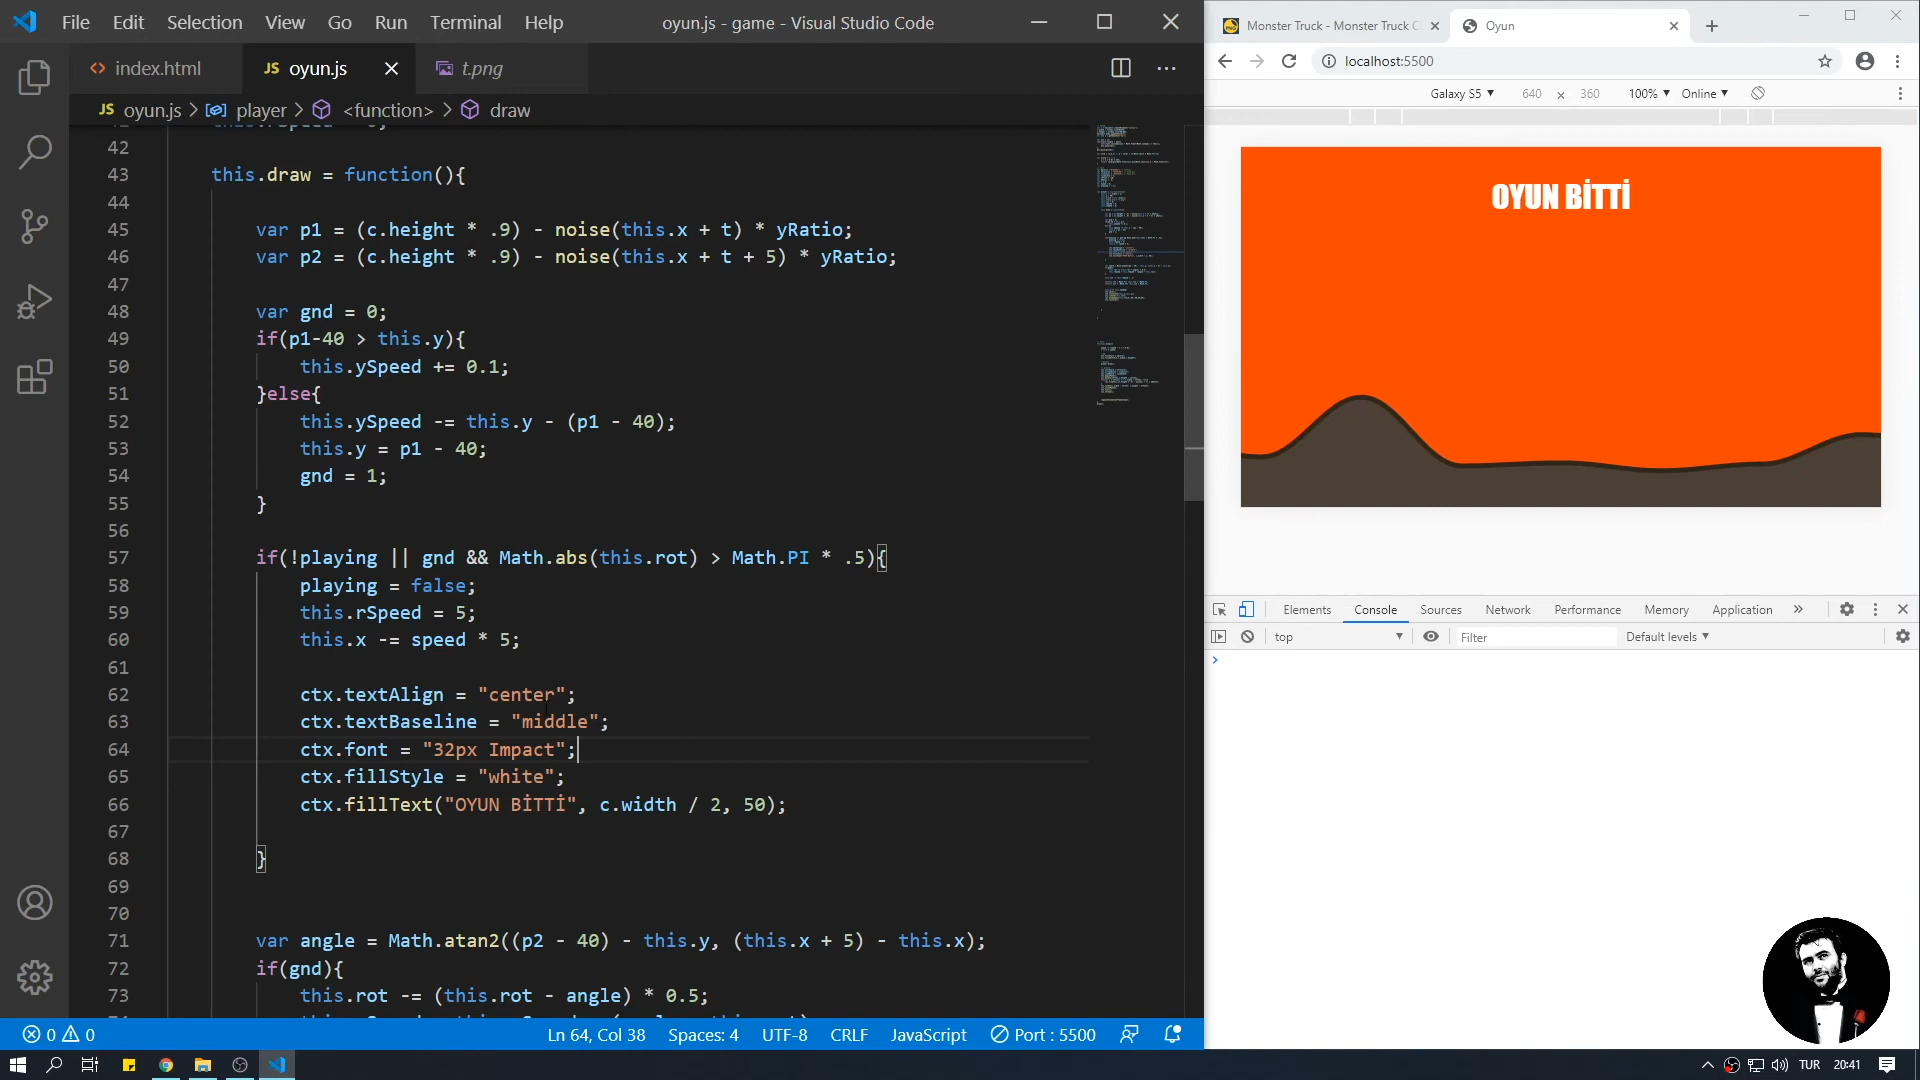 File Edit Selection View Go Run Terminal Help
oyun.js - game - Visual Studio Code
index.html
JS oyun.js
t.png
JS oyun.js > player > <function> > draw
42
43 this.draw = function(){
44
45 var p1 = (c.height * .9) - noise(this.x + t) * yRatio;
46 var p2 = (c.height * .9) - noise(this.x + t + 5) * yRatio;
47
48 var gnd = 0;
49 if(p1-40 > this.y){
50 this.ySpeed += 0.1;
51 }else{
52 this.ySpeed -= this.y - (p1 - 40);
53 this.y = p1 - 40;
54 gnd = 1;
55 }
56
57 if(!playing || gnd && Math.abs(this.rot) > Math.PI * .5){
58 playing = false;
59 this.rSpeed = 5;
60 this.x -= speed * 5;
61
62 ctx.textAlign = "center";
63 ctx.textBaseline = "middle";
64 ctx.font = "32px Impact";
65 ctx.fillStyle = "white";
66 ctx.fillText("OYUN BİTTİ", c.width / 2, 50);
67
68 }
69
70
71 var angle = Math.atan2((p2 - 40) - this.y, (this.x + 5) - this.x);
72 if(gnd){
73 this.rot -= (this.rot - angle) * 0.5;
0 0
Ln 64, Col 38 Spaces: 4 UTF-8 CRLF JavaScript Port : 5500
Monster Truck - Monster Truck
Oyun
localhost:5500
Galaxy S5 640 × 360 100% Online
OYUN BİTTİ
Elements Console Sources Network Performance Memory Application »
top Filter Default levels
TUR 20:41